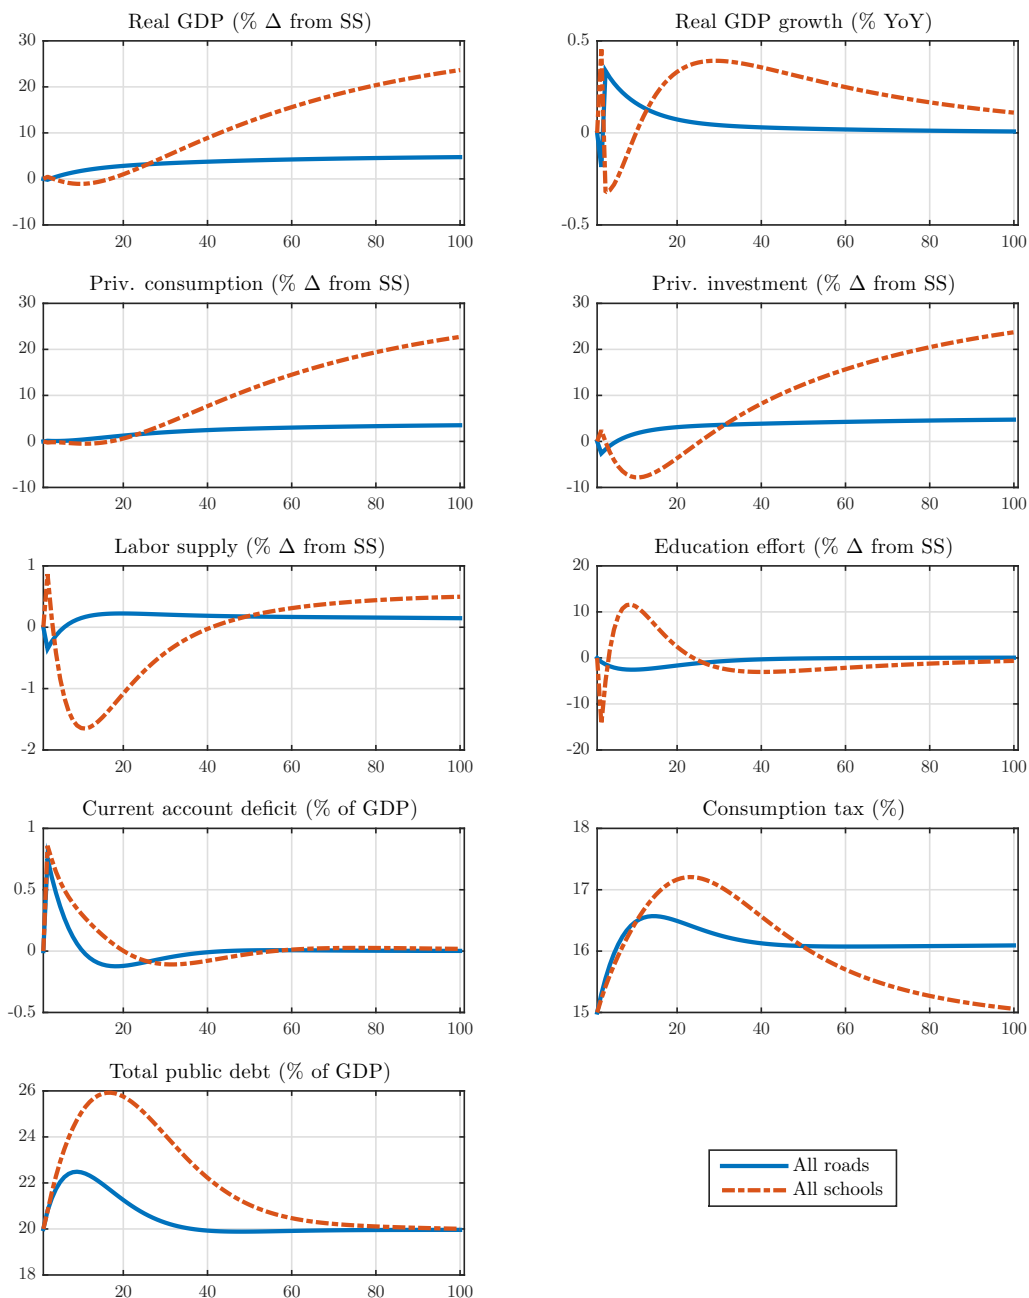 Real GDP (% Δ from SS)
30
20
10
0
-10
20 40 60 80 100
Real GDP growth (% YoY)
0.5
0
-0.5
20 40 60 80 100
Priv. consumption (% Δ from SS)
30
20
10
0
-10
20 40 60 80 100
Priv. investment (% Δ from SS)
30
20
10
0
-10
20 40 60 80 100
Labor supply (% Δ from SS)
1
0
-1
-2
20 40 60 80 100
Education effort (% Δ from SS)
20
10
0
-10
-20
20 40 60 80 100
Current account deficit (% of GDP)
1
0.5
0
-0.5
20 40 60 80 100
Consumption tax (%)
18
17
16
15
20 40 60 80 100
Total public debt (% of GDP)
26
24
22
20
18
20 40 60 80 100
All roads
All schools